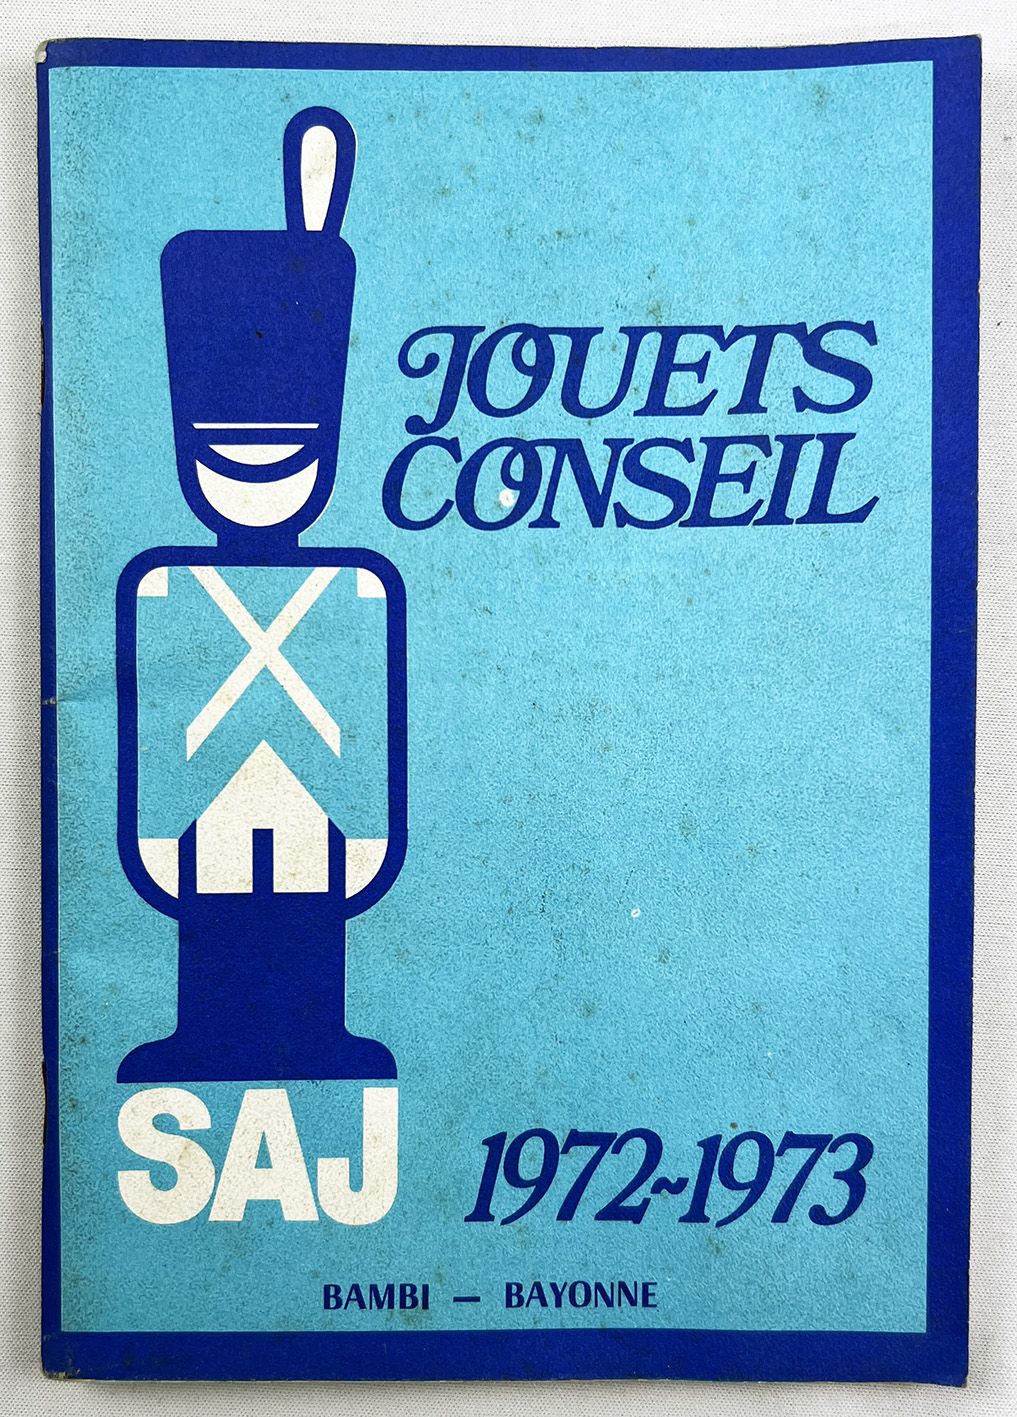 JOUETS
CONSEIL
SAJ
1972~1973
BAMBI — BAYONNE